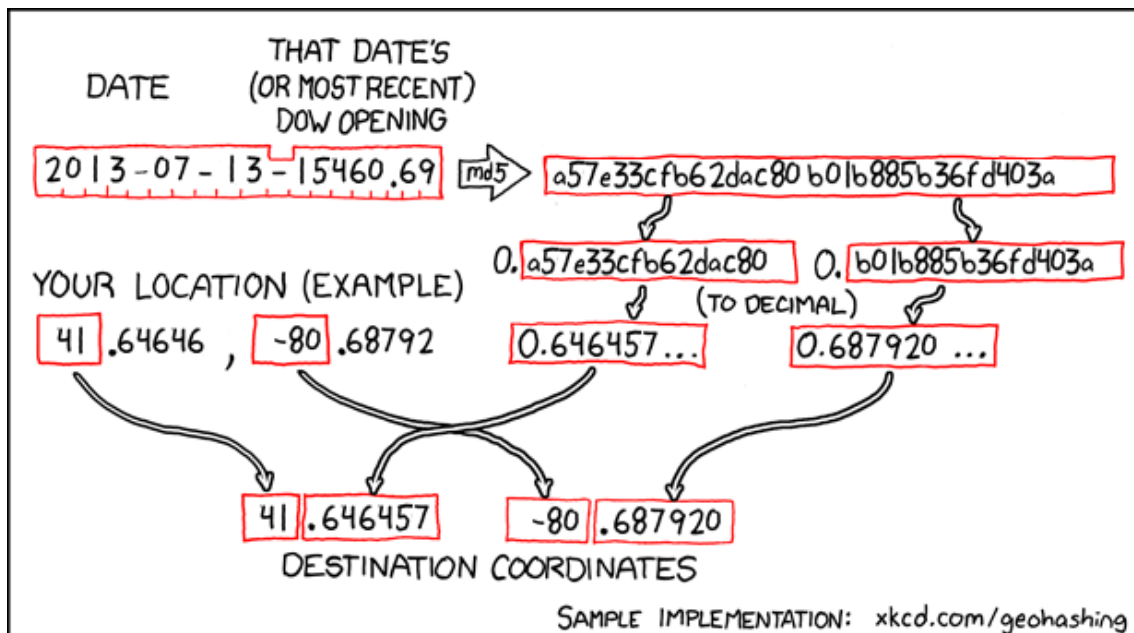 DATE
THAT DATE'S
(OR MOST RECENT)
DOW OPENING
2013-07-13-15460.69
md5
a57e33cfb62dac80b01b885b36fd403a
0.a57e33cfb62dac80
0.b01b885b36fd403a
YOUR LOCATION (EXAMPLE)
(TO DECIMAL)
41.64646, -80.68792
0.646457...
0.687920...
41.646457
-80.687920
DESTINATION COORDINATES
SAMPLE IMPLEMENTATION: xkcd.com/geohashing